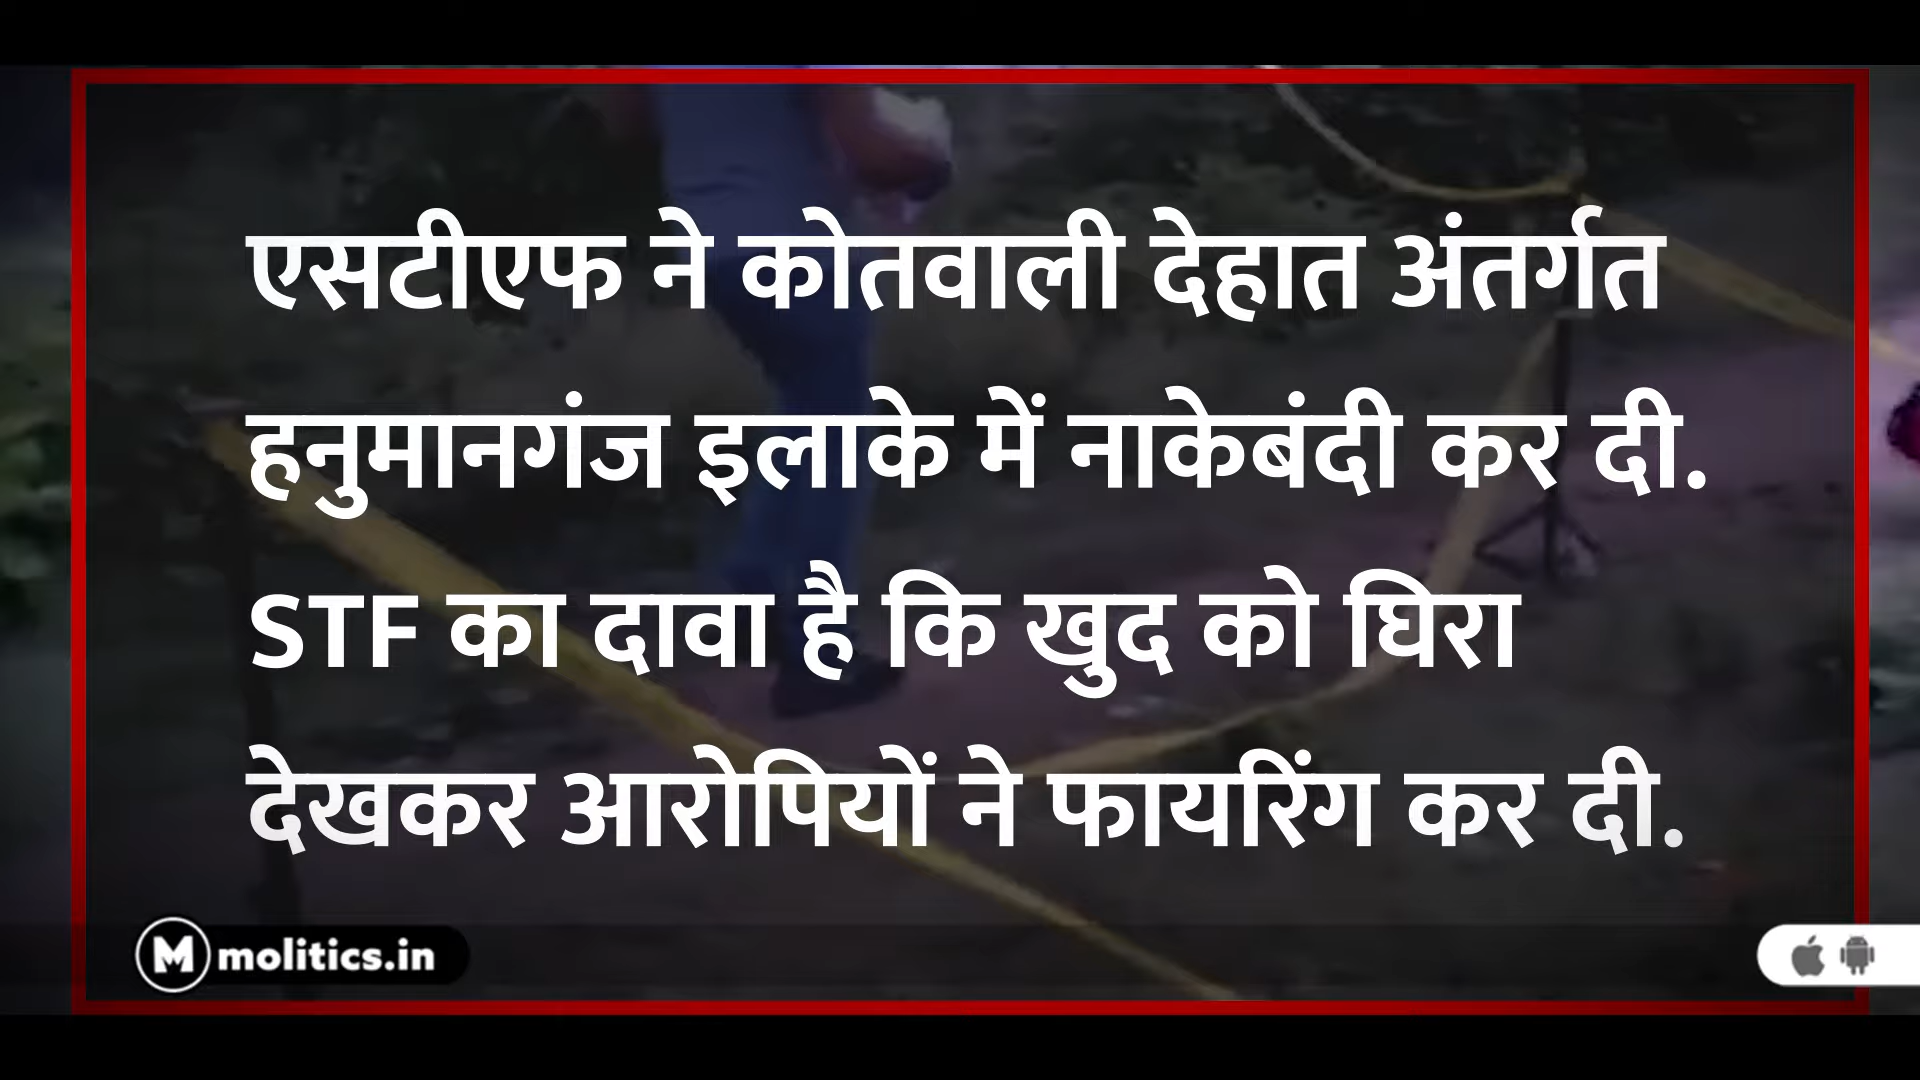 एसटीएफ ने कोतवाली देहात अंतर्गत
हनुमानगंज इलाके में नाकेबंदी कर दी.
STF का दावा है कि खुद को घिरा
देखकर आरोपियों ने फायरिंग कर दी.
M molitics.in